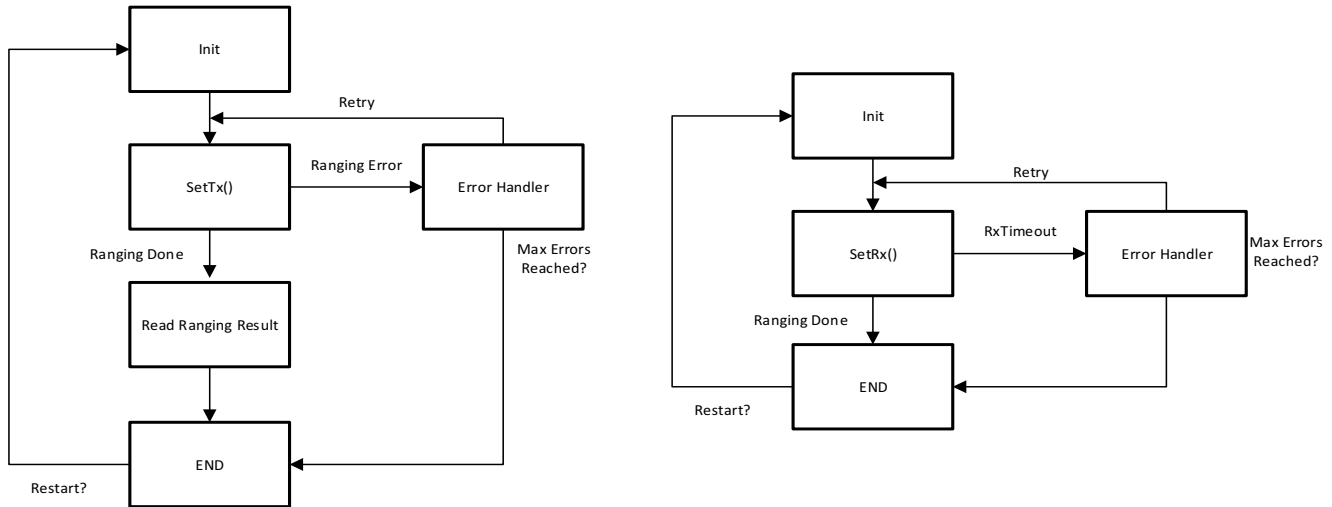 Init
Retry
SetTx()
Ranging Error
Error Handler
Ranging Done
Max Errors
Reached?
Read Ranging Result
END
Restart?
Init
Retry
SetRx()
RxTimeout
Error Handler
Max Errors
Reached?
Ranging Done
END
Restart?